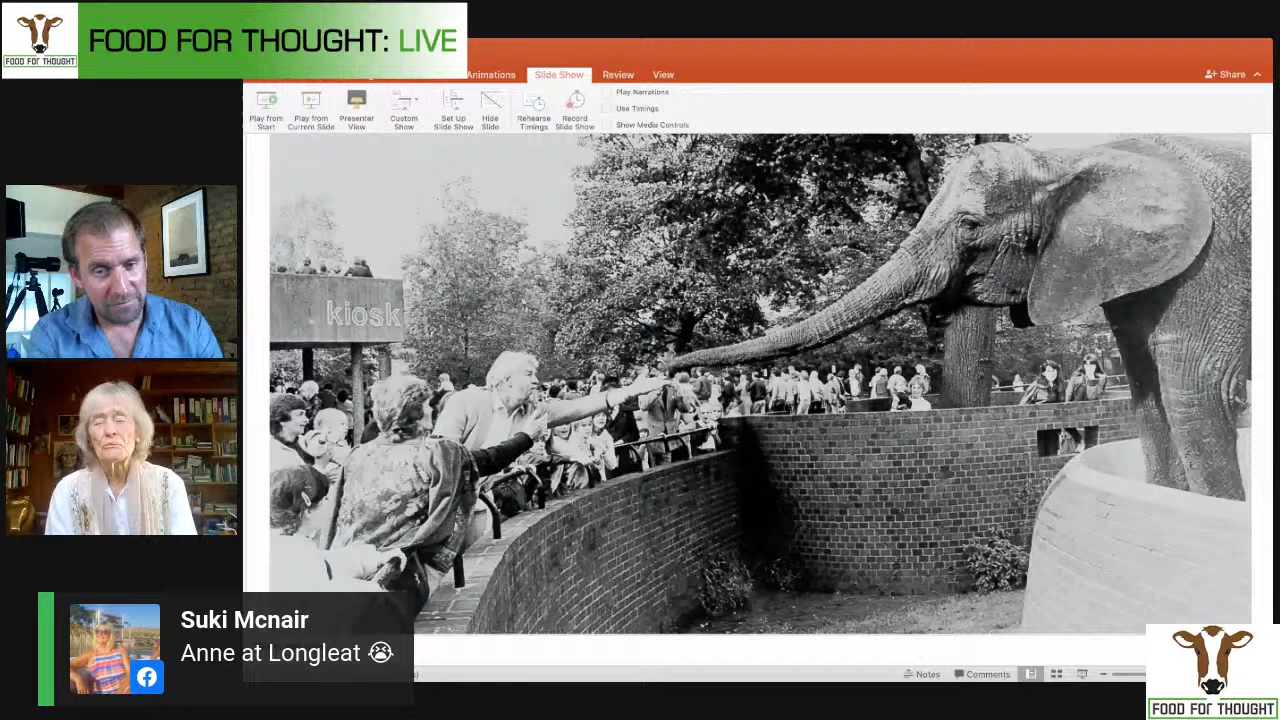 FOOD FOR THOUGHT
FOOD FOR THOUGHT: LIVE
Animations
Slide Show
Review
View
Share
Play from
Start
Play from
Current Slide
Presenter
View
Custom
Show
Set Up
Slide Show
Hide
Slide
Rehearse
Timings
Record
Slide Show
Play Narrations
Use Timings
Show Media Controls
kiosk
Suki Mcnair
Anne at Longleat 😭
Notes
Comments
FOOD FOR THOUGHT